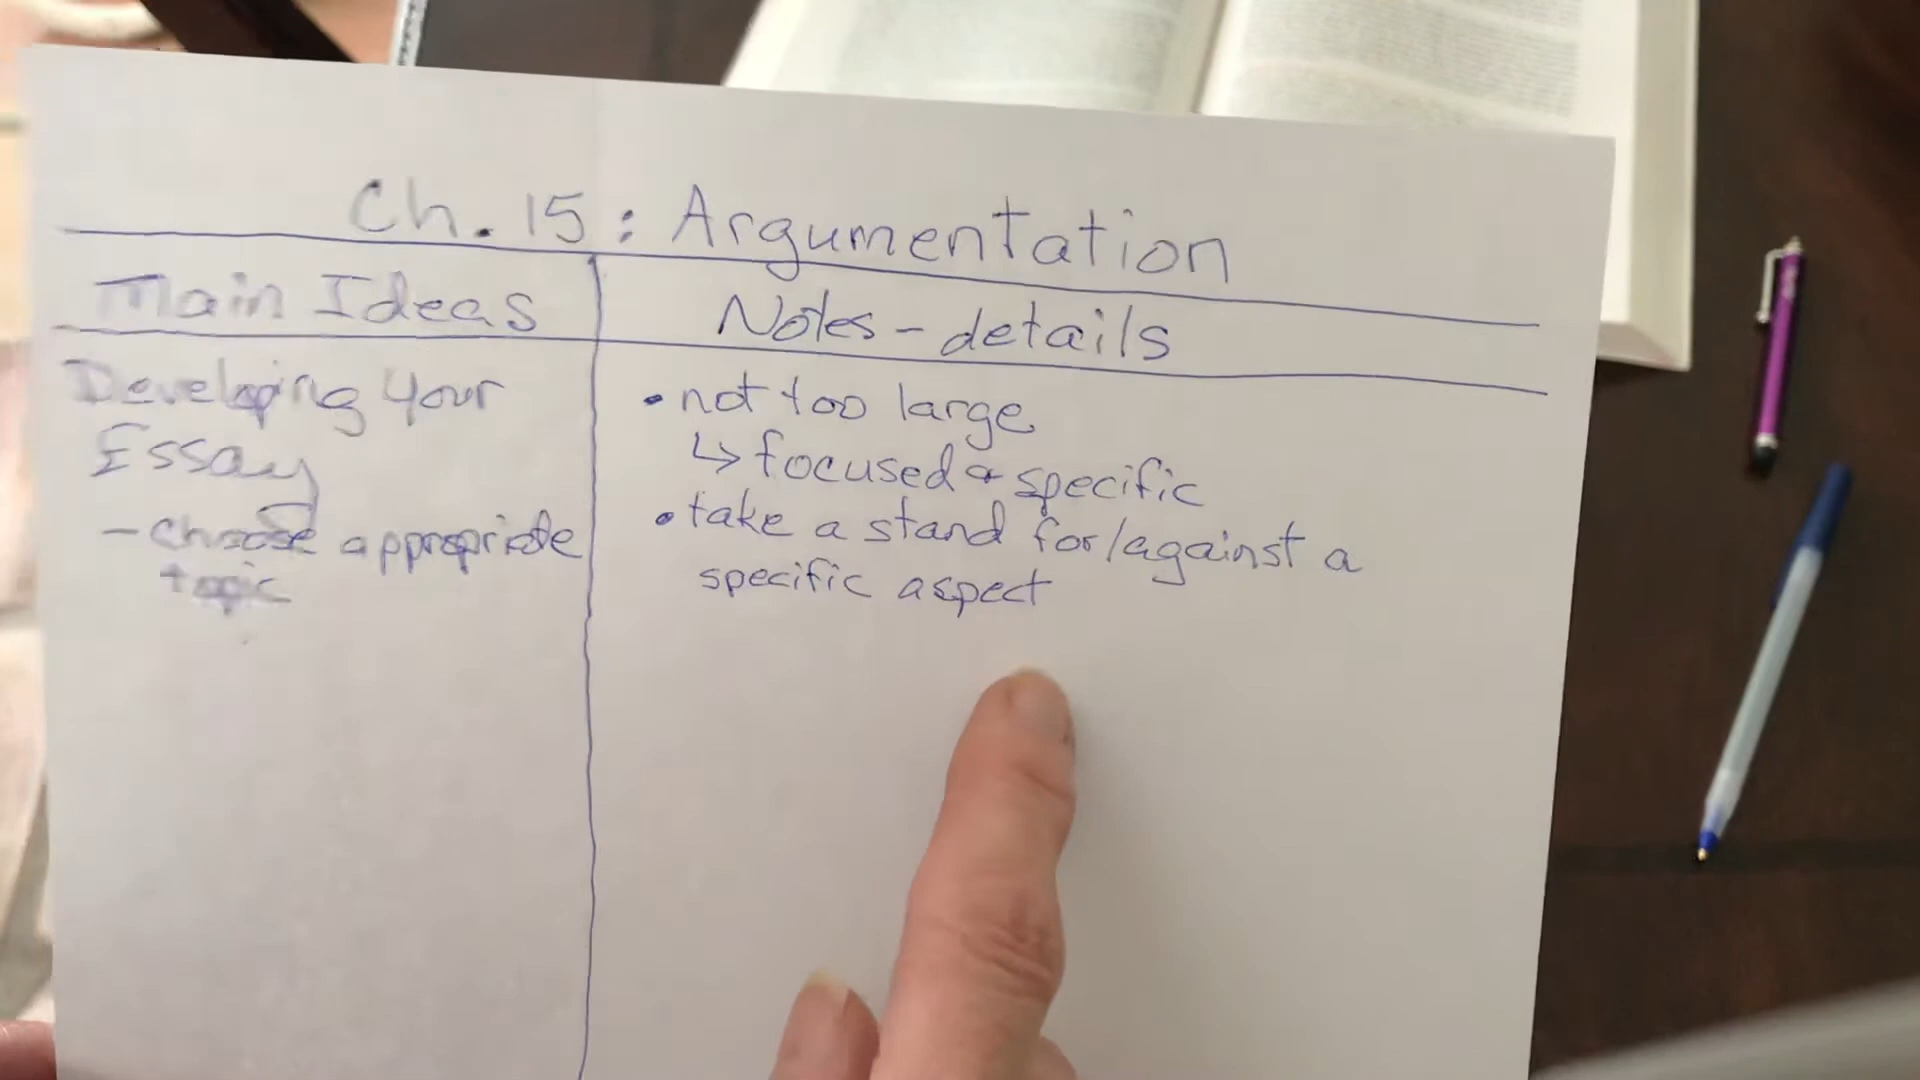 Ch. 15: Argumentation
Main Ideas
Notes - details
Developing Your
Essay
- choose appropriate
topic
• not too large
↳ focused & specific
• take a stand for/against a
specific aspect